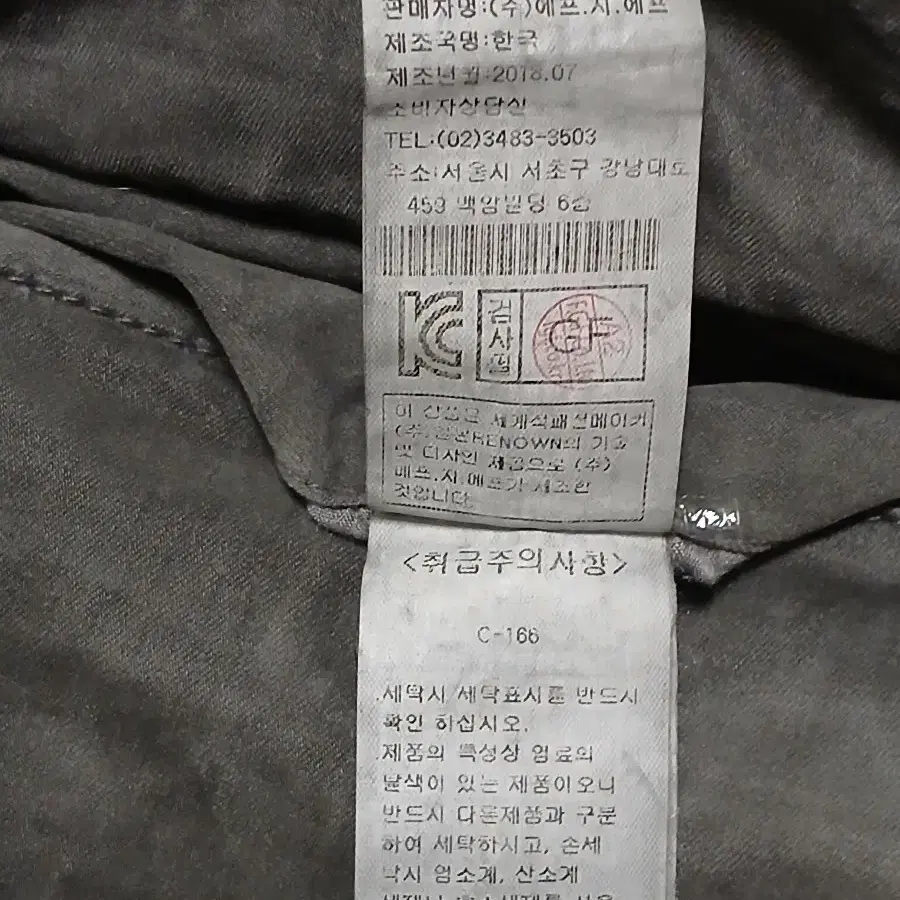 판매자명:(주)에프.지.에프
제조국명:한국
제조년월:2018.07
소비자상담실
TEL:(02)3483-3503
주소:서울시 서초구 강남대로
459 백암빌딩 6층
KC
검사필
GF
이 상품은 세계적패션메이커
(주)일본RENOWN의 기술
및 디자인 제공으로 (주)
에프.지.에프가 제조한
것입니다.
<취급주의사항>
C-166
.세탁시 세탁표시를 반드시
확인 하십시오.
.제품의 특성상 염료의
탈색이 있는 제품이오니
반드시 다른제품과 구분
하여 세탁하시고, 손세
탁시 염소계, 산소계